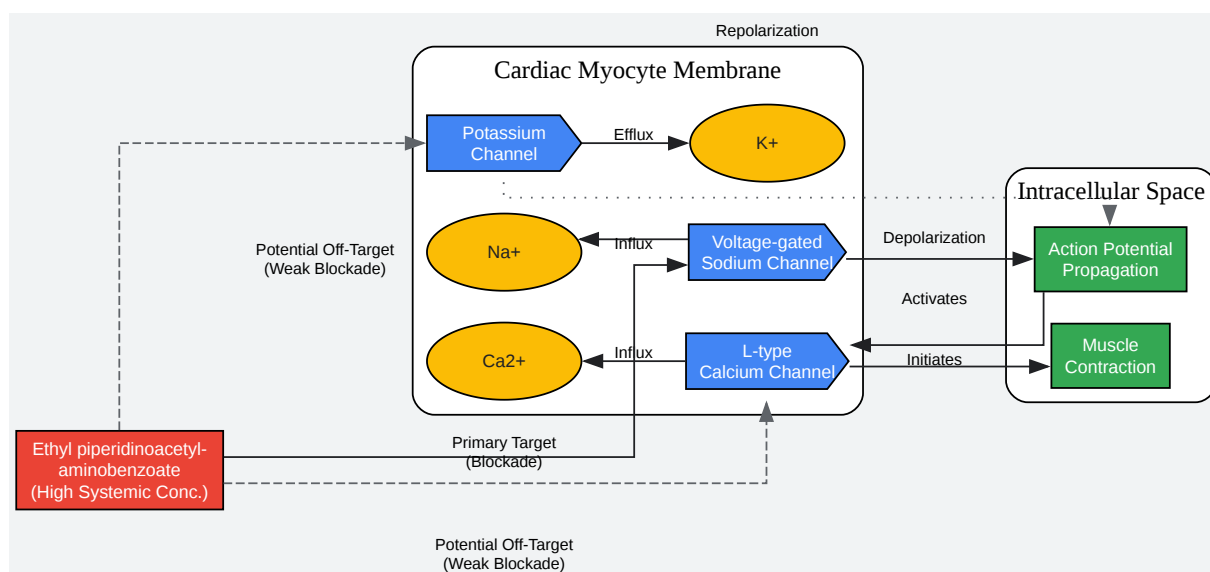 Repolarization
Cardiac Myocyte Membrane
Potassium
Channel
Efflux
K+
Intracellular Space
Potential Off-Target
(Weak Blockade)
Na+
Influx
Voltage-gated
Sodium Channel
Depolarization
Action Potential
Propagation
Activates
Ca2+
Influx
L-type
Calcium Channel
Initiates
Muscle
Contraction
Ethyl piperidinoacetyl-
aminobenzoate
(High Systemic Conc.)
Primary Target
(Blockade)
Potential Off-Target
(Weak Blockade)